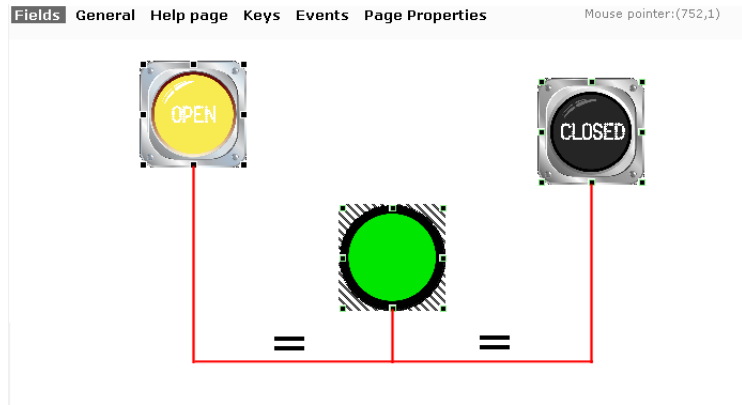 Fields General Help page Keys Events Page Properties Mouse pointer:(752,1)
OPEN
CLOSED
= =